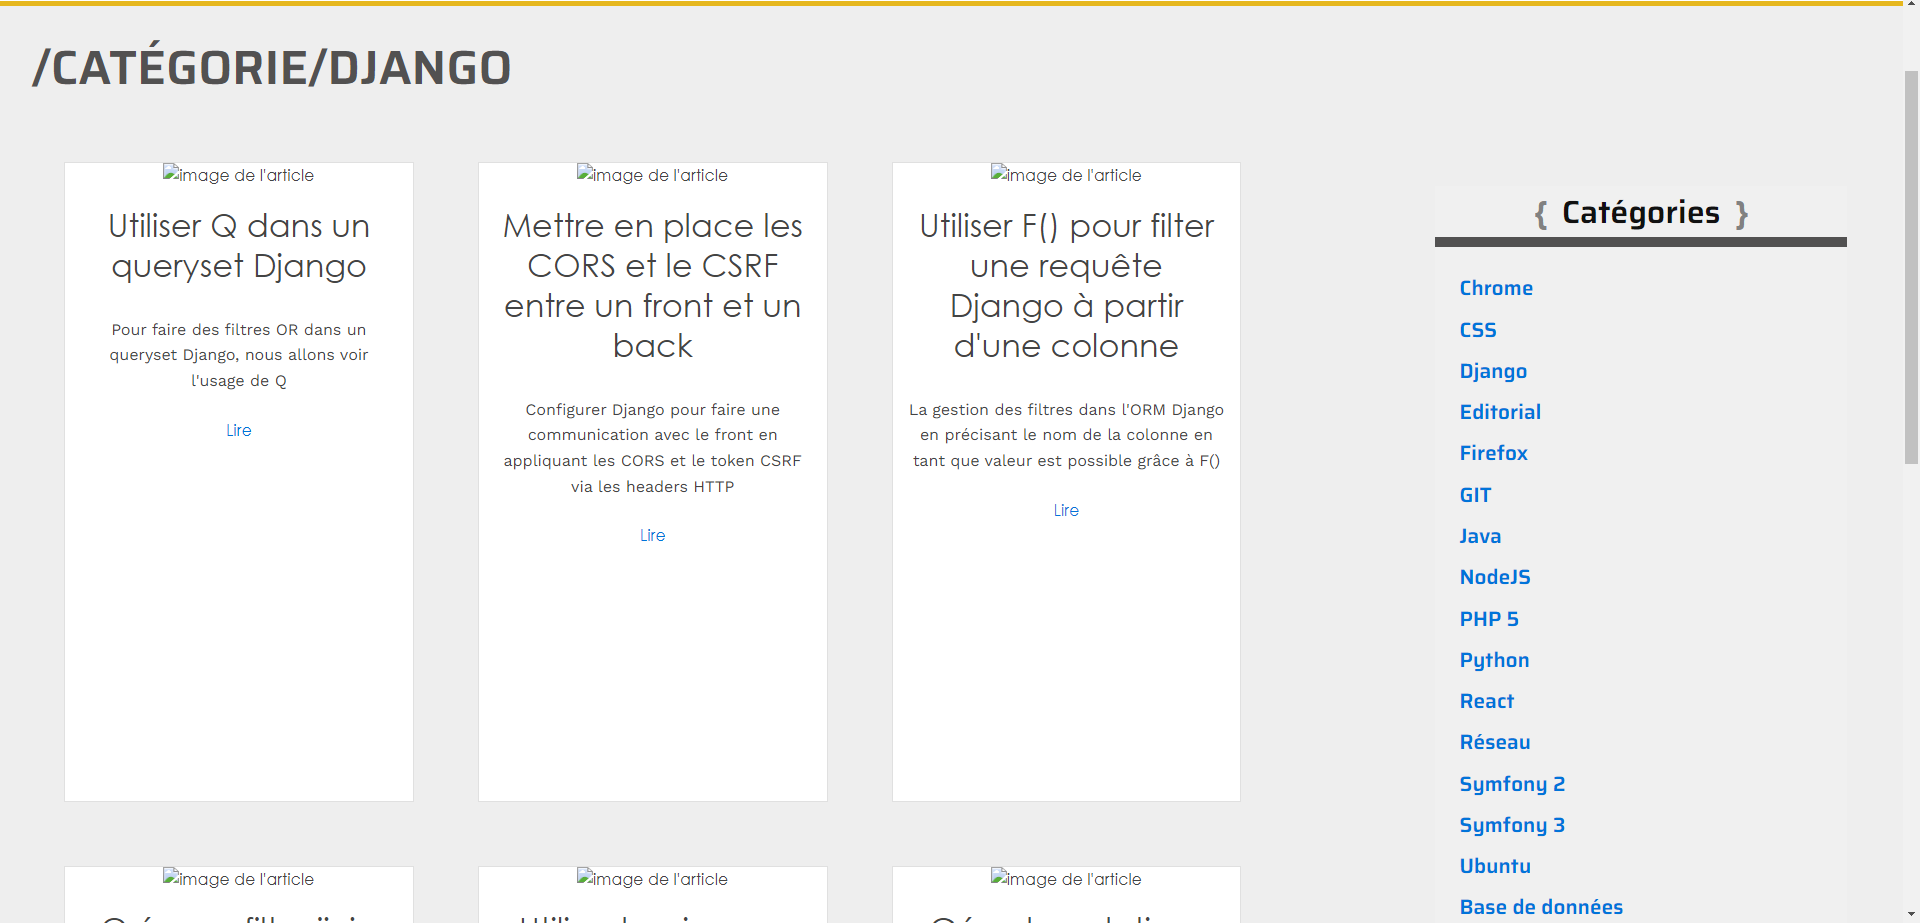 /CATÉGORIE/DJANGO
image de l'article
Utiliser Q dans un
queryset Django
Pour faire des filtres OR dans un
queryset Django, nous allons voir
l'usage de Q
Lire
image de l'article
Mettre en place les
CORS et le CSRF
entre un front et un
back
Configurer Django pour faire une
communication avec le front en
appliquant les CORS et le token CSRF
via les headers HTTP
Lire
image de l'article
Utiliser F() pour filter
une requête
Django à partir
d'une colonne
La gestion des filtres dans l'ORM Django
en précisant le nom de la colonne en
tant que valeur est possible grâce à F()
Lire
image de l'article
image de l'article
image de l'article
{ Catégories }
Chrome
CSS
Django
Editorial
Firefox
GIT
Java
NodeJS
PHP 5
Python
React
Réseau
Symfony 2
Symfony 3
Ubuntu
Base de données